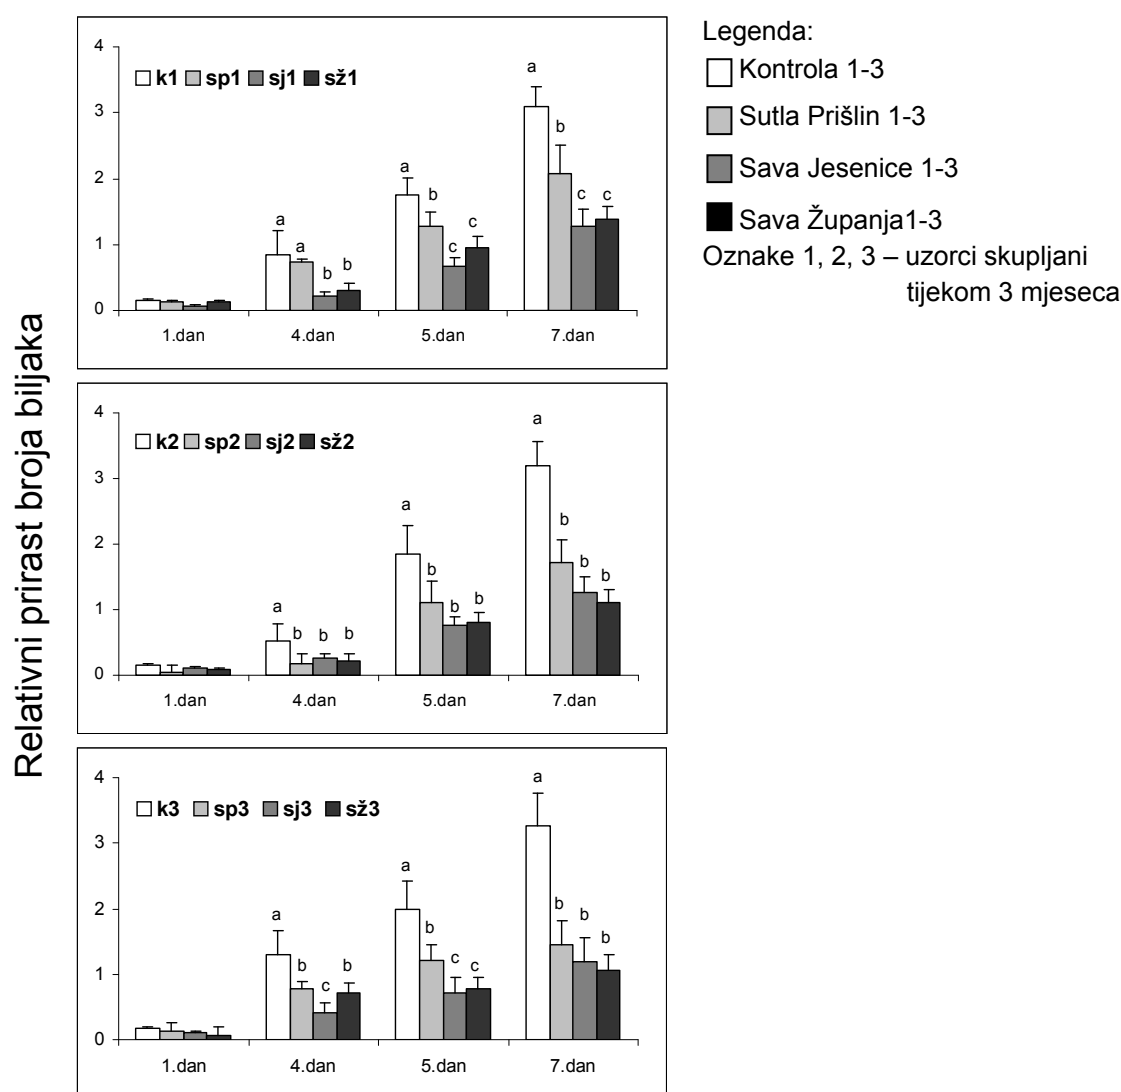 Relativni prirast broja biljaka
4
3
2
1
0
k1 sp1 sj1 sž1
a
a
b
b
a
b
c
c
a
b
c
c
1.dan 4.dan 5.dan 7.dan
4
3
2
1
0
k2 sp2 sj2 sž2
a
b
b
b
a
b
b
b
a
b
b
b
1.dan 4.dan 5.dan 7.dan
4
3
2
1
0
k3 sp3 sj3 sž3
a
b
c
b
a
b
c
c
a
b
b
b
1.dan 4.dan 5.dan 7.dan
Legenda:
Kontrola 1-3
Sutla Prišlin 1-3
Sava Jesenice 1-3
Sava Županja1-3
Oznake 1, 2, 3 – uzorci skupljani
tijekom 3 mjeseca